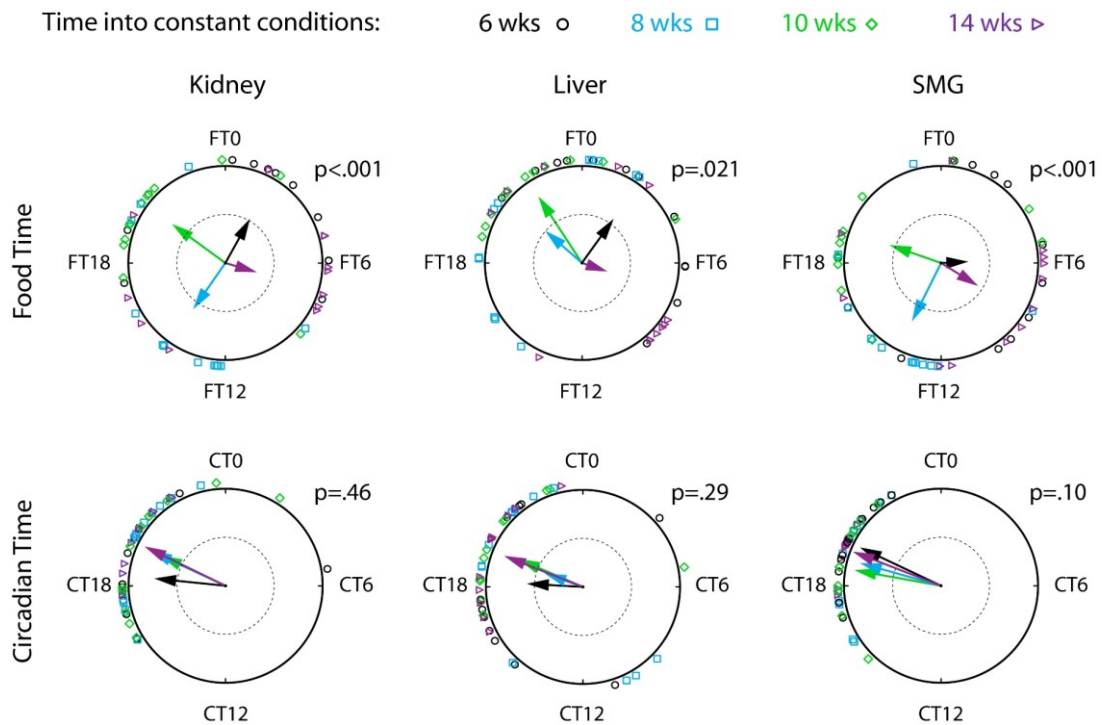 Time into constant conditions: 6 wks 8 wks 10 wks 14 wks
Kidney Liver SMG
Food Time
FT0 p<.001 FT0 p=.021 FT0 p<.001
FT18 FT6 FT18 FT6 FT18 FT6
FT12 FT12 FT12
Circadian Time
CT0 p=.46 CT0 p=.29 CT0 p=.10
CT18 CT6 CT18 CT6 CT18 CT6
CT12 CT12 CT12